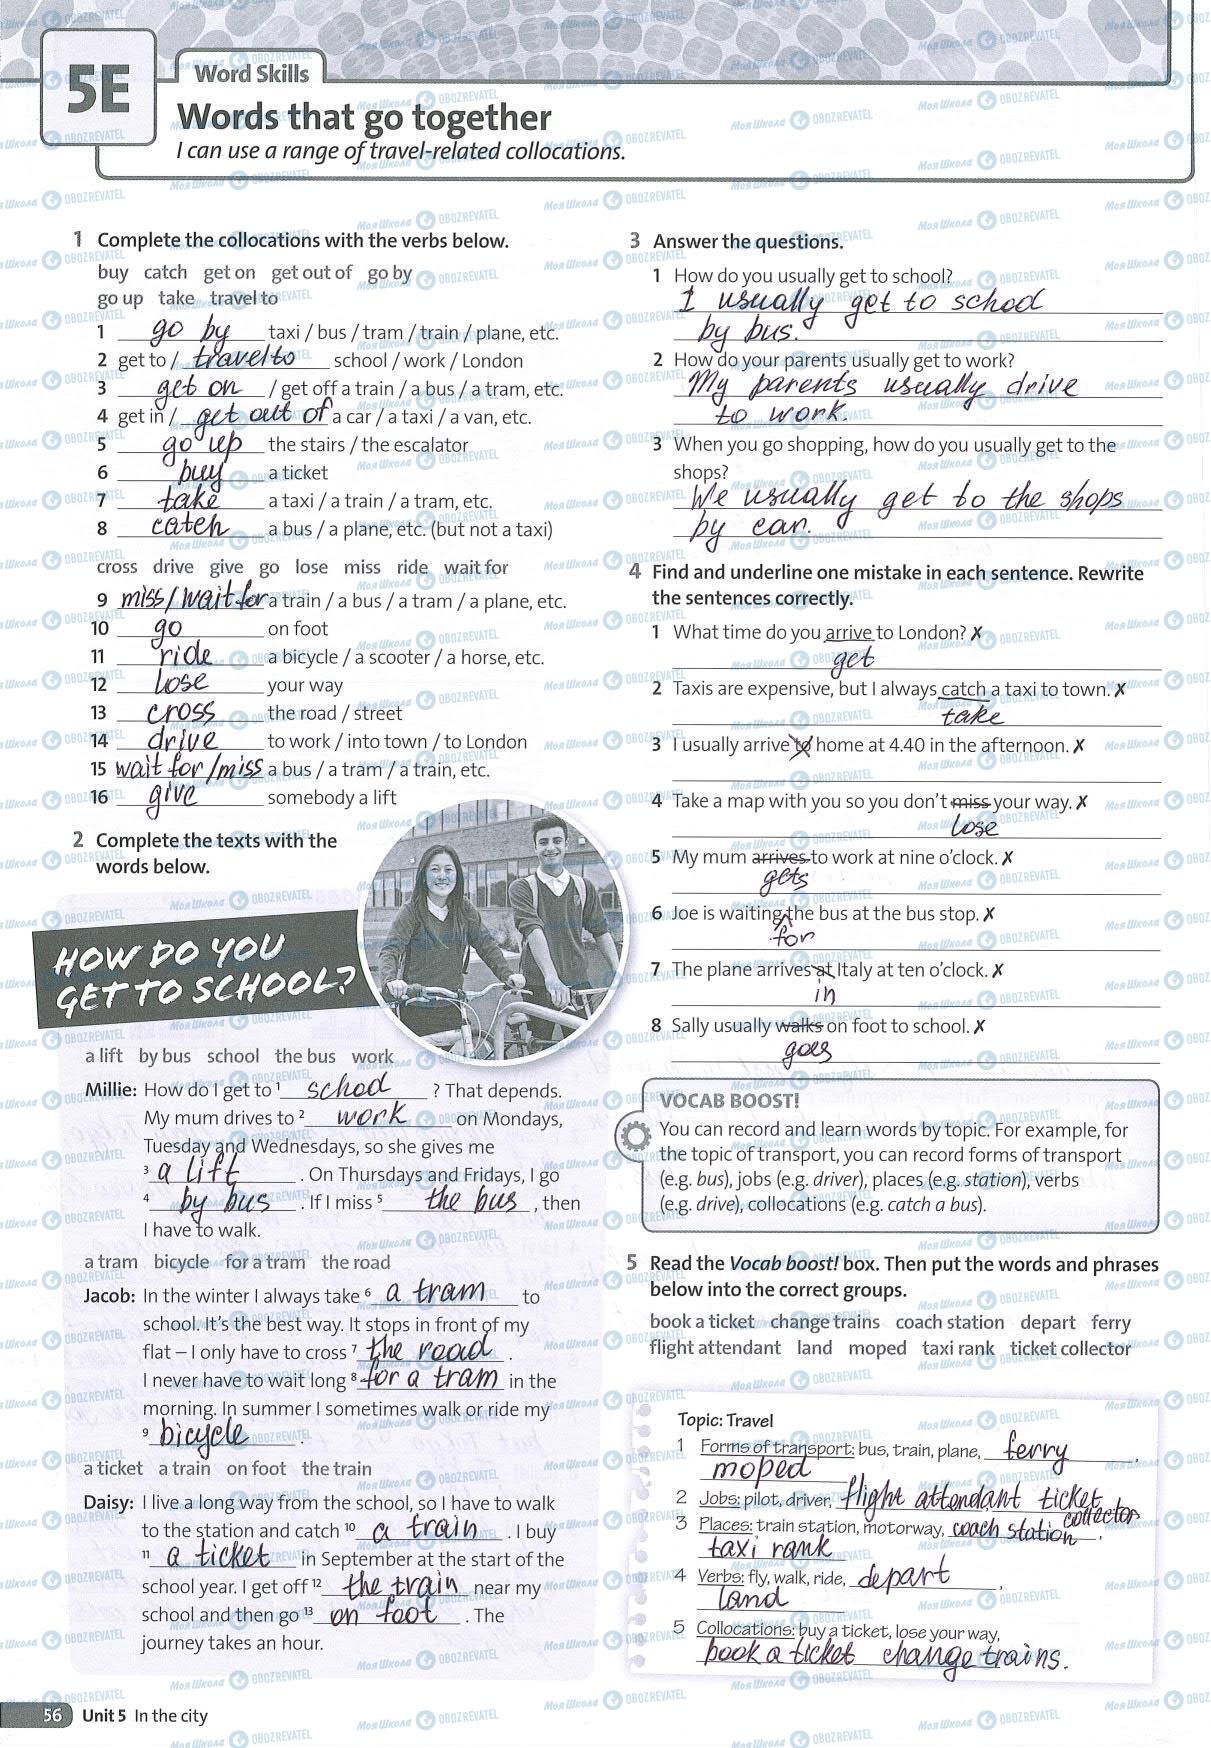 5E
Word Skills
Words that go together
I can use a range of travel-related collocations.
1 Complete the collocations with the verbs below.
buy catch get on get out of go by
go up take travel to
1 go by taxi / bus / tram / train / plane, etc.
2 get to / travel to school / work / London
3 get on / get off a train / a bus / a tram, etc.
4 get in / get out of a car / a taxi / a van, etc.
5 go up the stairs / the escalator
6 buy a ticket
7 take a taxi / a train / a tram, etc.
8 catch a bus / a plane, etc. (but not a taxi)
cross drive give go lose miss ride wait for
9 miss/wait for a train / a bus / a tram / a plane, etc.
10 go on foot
11 ride a bicycle / a scooter / a horse, etc.
12 lose your way
13 cross the road / street
14 drive to work / into town / to London
15 wait for/miss a bus / a tram / a train, etc.
16 give somebody a lift
2 Complete the texts with the
words below.
HOW DO YOU
GET TO SCHOOL?
a lift by bus school the bus work
Millie: How do I get to 1 school ? That depends.
My mum drives to 2 work on Mondays,
Tuesday and Wednesdays, so she gives me
3 a lift . On Thursdays and Fridays, I go
4 by bus . If I miss 5 the bus , then
I have to walk.
a tram bicycle for a tram the road
Jacob: In the winter I always take 6 a tram to
school. It's the best way. It stops in front of my
flat – I only have to cross 7 the road .
I never have to wait long 8 for a tram in the
morning. In summer I sometimes walk or ride my
9 bicycle .
a ticket a train on foot the train
Daisy: I live a long way from the school, so I have to walk
to the station and catch 10 a train . I buy
11 a ticket in September at the start of the
school year. I get off 12 the train near my
school and then go 13 on foot . The
journey takes an hour.
56 Unit 5 In the city
3 Answer the questions.
1 How do you usually get to school?
I usually get to school
by bus.
2 How do your parents usually get to work?
My parents usually drive
to work.
3 When you go shopping, how do you usually get to the
shops?
We usually get to the shops
by car.
4 Find and underline one mistake in each sentence. Rewrite
the sentences correctly.
1 What time do you arrive to London? ✗
get
2 Taxis are expensive, but I always catch a taxi to town. ✗
take
3 I usually arrive to home at 4.40 in the afternoon. ✗
4 Take a map with you so you don't miss your way. ✗
lose
5 My mum arrives to work at nine o'clock. ✗
gets
6 Joe is waiting the bus at the bus stop. ✗
for
7 The plane arrives at Italy at ten o'clock. ✗
in
8 Sally usually walks on foot to school. ✗
goes
VOCAB BOOST!
You can record and learn words by topic. For example, for
the topic of transport, you can record forms of transport
(e.g. bus), jobs (e.g. driver), places (e.g. station), verbs
(e.g. drive), collocations (e.g. catch a bus).
5 Read the Vocab boost! box. Then put the words and phrases
below into the correct groups.
book a ticket change trains coach station depart ferry
flight attendant land moped taxi rank ticket collector
Topic: Travel
1 Forms of transport: bus, train, plane, ferry ,
moped
2 Jobs: pilot, driver, flight attendant ticket
collector
3 Places: train station, motorway, coach station ,
taxi rank
4 Verbs: fly, walk, ride, depart ,
land
5 Collocations: buy a ticket, lose your way,
book a ticket change trains.
Моя Школа OBOZREVATEL